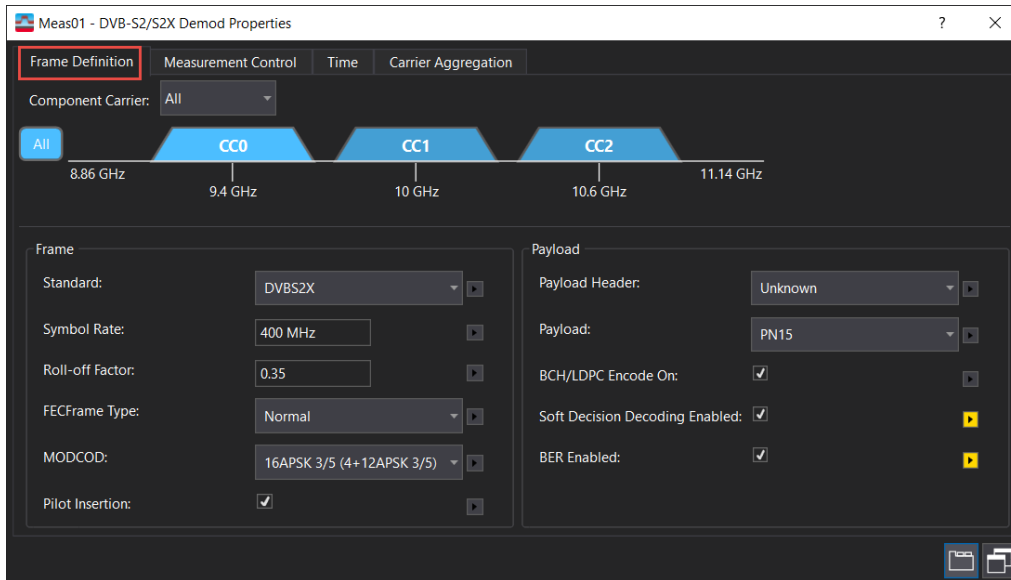 Meas01 - DVB-S2/S2X Demod Properties ? ×
Frame Definition Measurement Control Time Carrier Aggregation
Component Carrier: All
All CC0 CC1 CC2
8.86 GHz 11.14 GHz
9.4 GHz 10 GHz 10.6 GHz
Frame
Standard: DVBS2X
Symbol Rate: 400 MHz
Roll-off Factor: 0.35
FECFrame Type: Normal
MODCOD: 16APSK 3/5 (4+12APSK 3/5)
Pilot Insertion:
Payload
Payload Header: Unknown
Payload: PN15
BCH/LDPC Encode On:
Soft Decision Decoding Enabled:
BER Enabled: